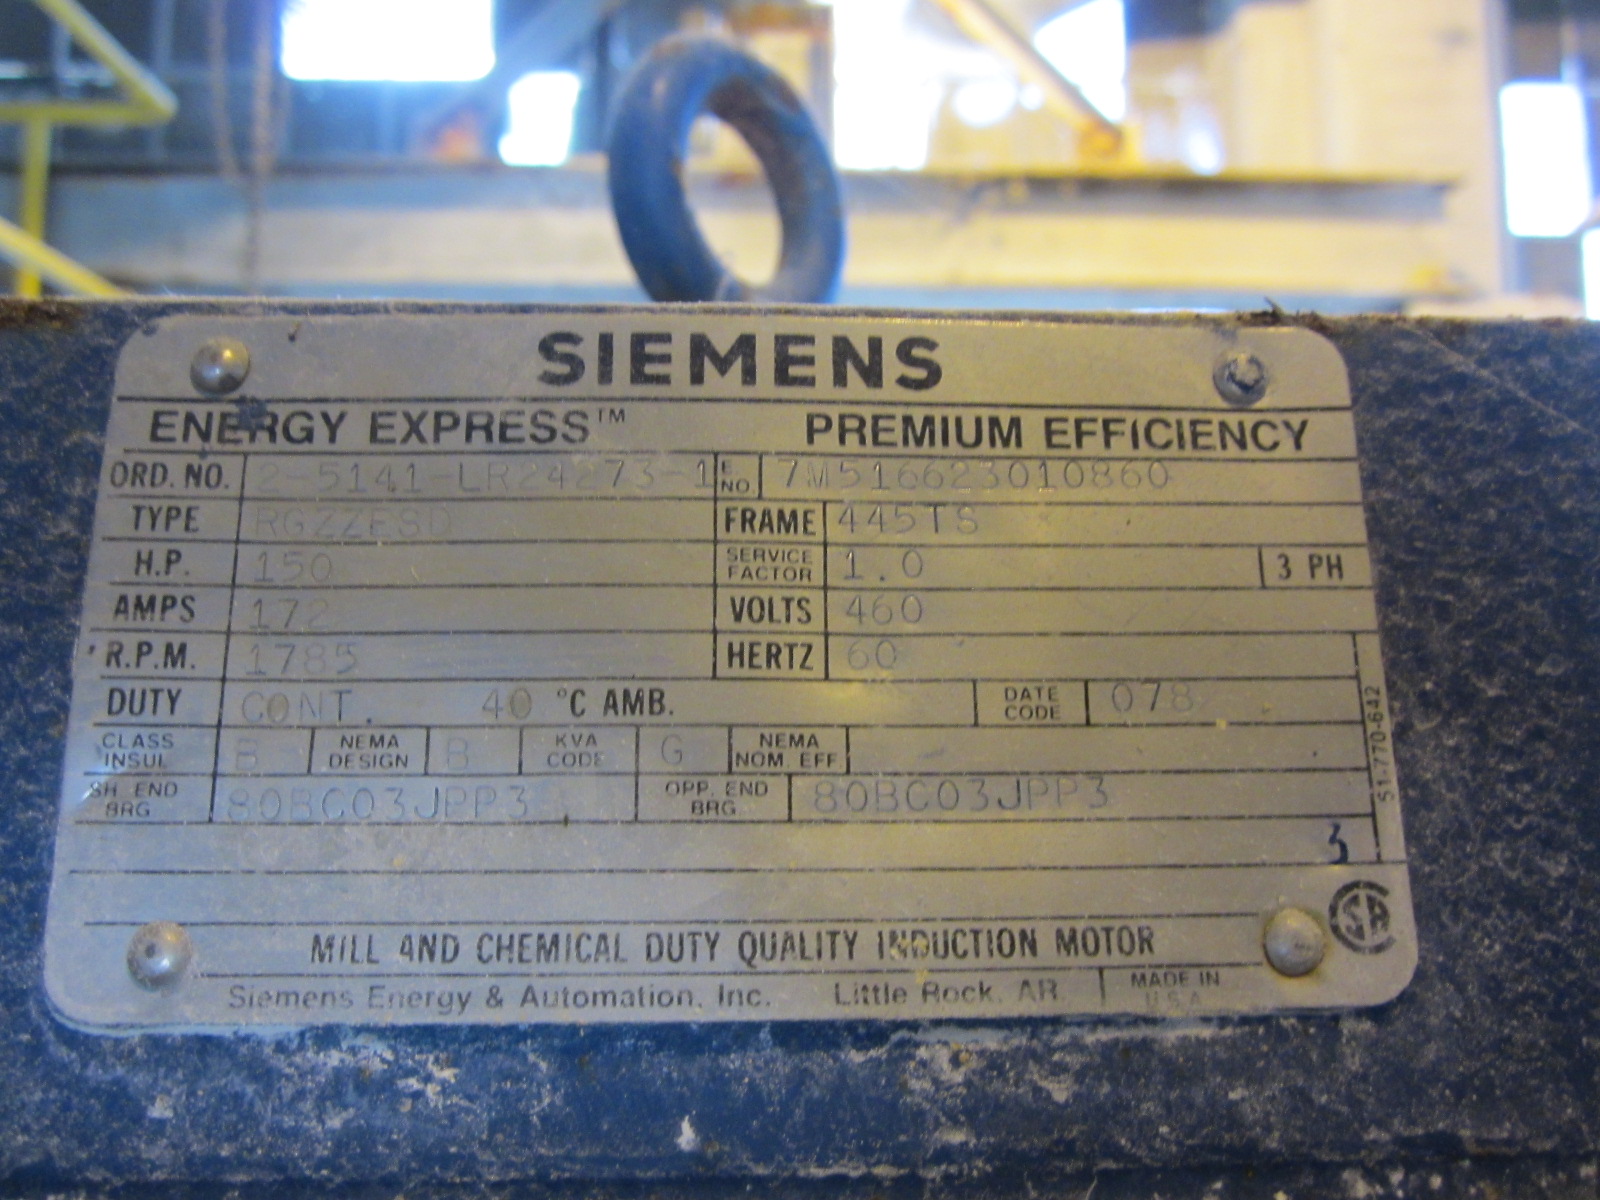 SIEMENS
ENERGY EXPRESS™ PREMIUM EFFICIENCY
ORD. NO. 2-5141-LR24273-1 E. NO 7M516623010860
TYPE RGZZESD FRAME 445TS
H.P. 150 SERVICE FACTOR 1.0 3 PH
AMPS 172 VOLTS 460
R.P.M. 1785 HERTZ 60
DUTY CONT. 40 °C AMB. DATE CODE 078
CLASS INSUL B NEMA DESIGN B KVA CODE G NEMA NOM. EFF
SH. END BRG 80BC03JPP3 OPP. END BRG 80BC03JPP3
51-770-642
3
MILL AND CHEMICAL DUTY QUALITY INDUCTION MOTOR
Siemens Energy & Automation, Inc. Little Rock, AR MADE IN U.S.A.
SA